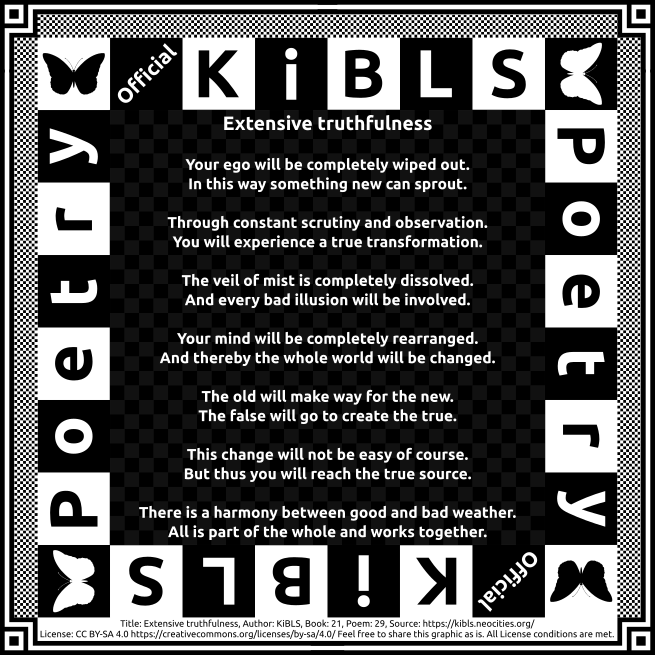 Official KiBLS
Poetry
Poetry
Extensive truthfulness
Your ego will be completely wiped out.
In this way something new can sprout.
Through constant scrutiny and observation.
You will experience a true transformation.
The veil of mist is completely dissolved.
And every bad illusion will be involved.
Your mind will be completely rearranged.
And thereby the whole world will be changed.
The old will make way for the new.
The false will go to create the true.
This change will not be easy of course.
But thus you will reach the true source.
There is a harmony between good and bad weather.
All is part of the whole and works together.
Official KiBLS
Title: Extensive truthfulness, Author: KiBLS, Book: 21, Poem: 29, Source: https://kibls.neocities.org/
License: CC BY-SA 4.0 https://creativecommons.org/licenses/by-sa/4.0/ Feel free to share this graphic as is. All License conditions are met.